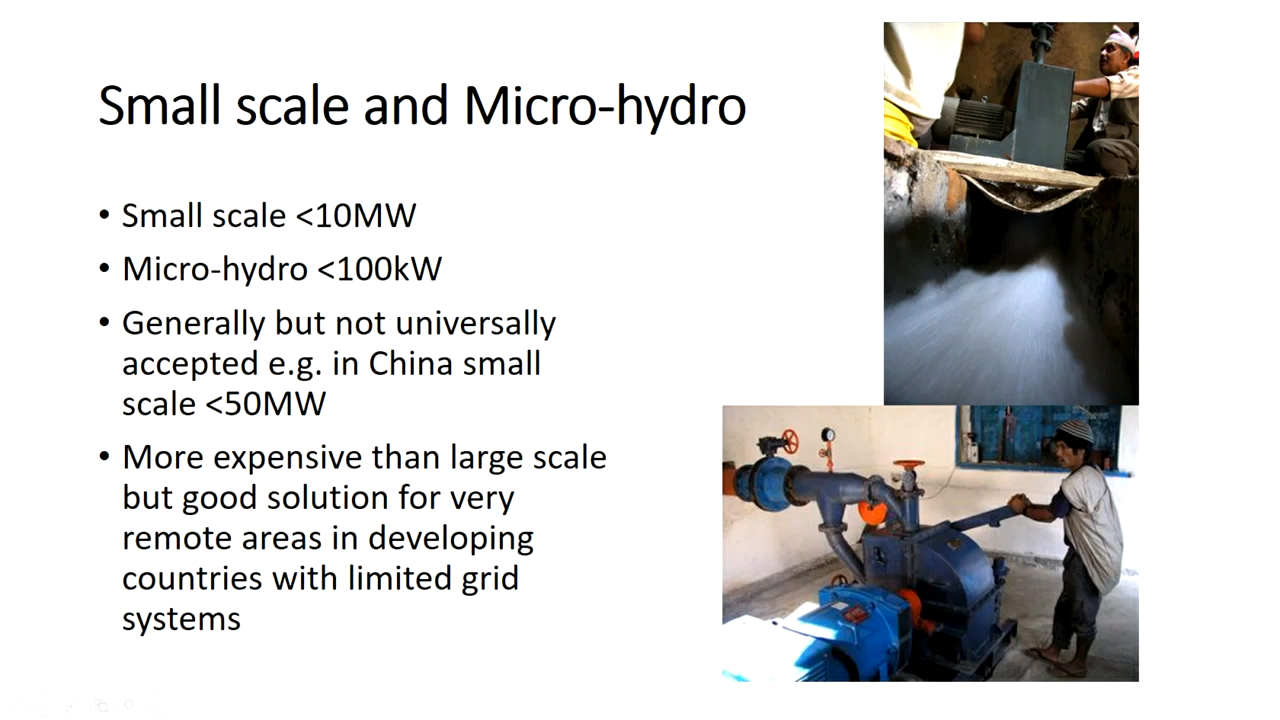 Small scale and Micro-hydro
• Small scale <10MW
• Micro-hydro <100kW
• Generally but not universally
accepted e.g. in China small
scale <50MW
• More expensive than large scale
but good solution for very
remote areas in developing
countries with limited grid
systems